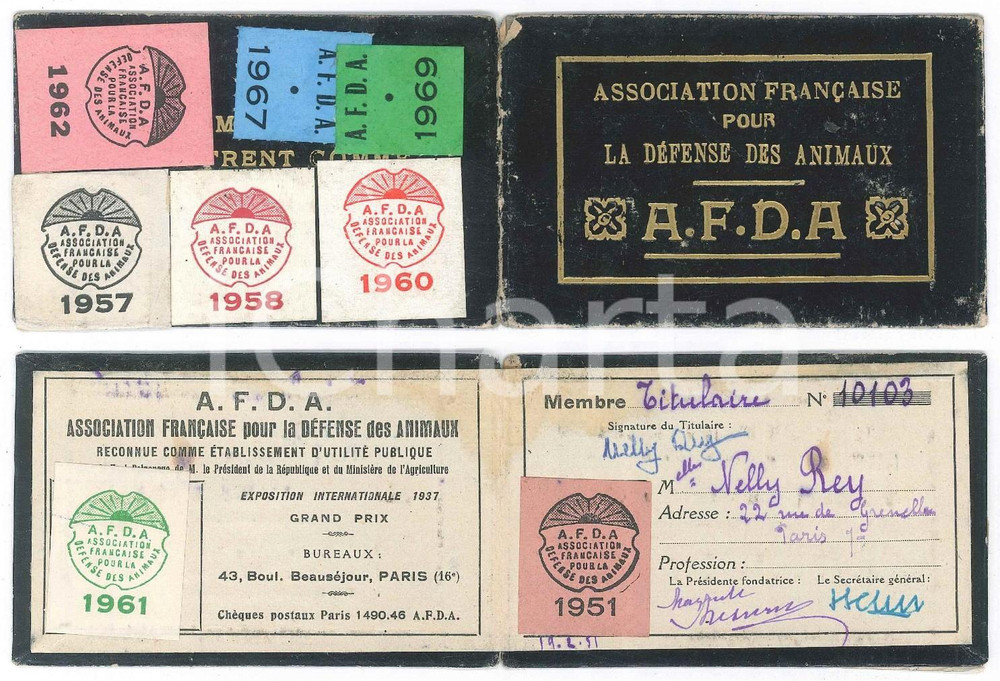 1962
A.F.D.A
ASSOCIATION
FRANÇAISE
POUR LA
DÉFENSE DES ANIMAUX
1967
A.F.D.A.
A.F.D.A.
1969
TRENT COMME
A.F.D.A
ASSOCIATION
FRANÇAISE
POUR LA
DÉFENSE DES ANIMAUX
1957
A.F.D.A
ASSOCIATION
FRANÇAISE
POUR LA
DÉFENSE DES ANIMAUX
1958
A.F.D.A
ASSOCIATION
FRANÇAISE
POUR LA
DÉFENSE DES ANIMAUX
1960
ASSOCIATION FRANÇAISE
POUR
LA DÉFENSE DES ANIMAUX
A.F.D.A
A. F. D. A.
ASSOCIATION FRANÇAISE pour la DÉFENSE des ANIMAUX
RECONNUE COMME ÉTABLISSEMENT D'UTILITÉ PUBLIQUE
M. le Président de la République et du Ministère de l'Agriculture
EXPOSITION INTERNATIONALE 1937
GRAND PRIX
BUREAUX :
43, Boul. Beauséjour, PARIS (16e)
Chèques postaux Paris 1490.46 A.F.D.A.
A.F.D.A
ASSOCIATION
FRANÇAISE
POUR LA
DÉFENSE DES ANIMAUX
1961
Membre Titulaire N° 10103
Signature du Titulaire :
Nelly Rey
Melle Nelly Rey
Adresse : 22 rue de Grenelle
Paris 7e
Profession :
La Présidente fondatrice : Le Secrétaire général :
A.F.D.A
ASSOCIATION
FRANÇAISE
POUR LA
DÉFENSE DES ANIMAUX
1951
19.2.51